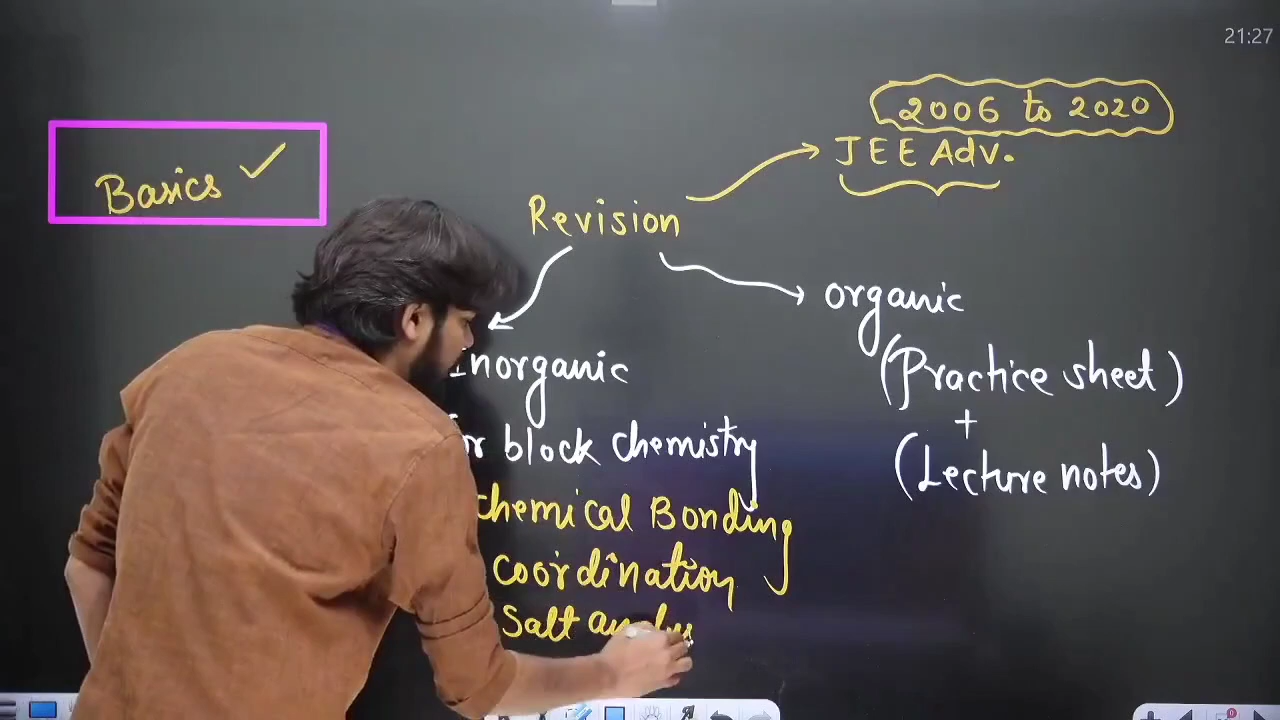 21:27
2006 to 2020
JEE Adv.
Basics ✓
Revision
organic
Inorganic
(Practice sheet)
+
block chemistry
(Lecture notes)
chemical Bonding
coordination
Salt